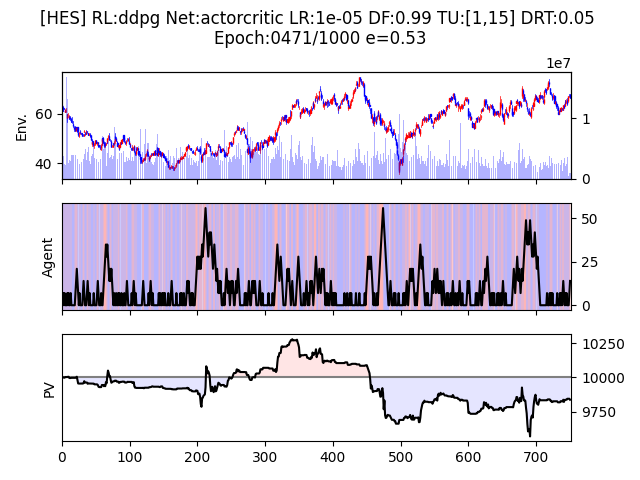 [HES] RL:ddpg Net:actorcritic LR:1e-05 DF:0.99 TU:[1,15] DRT:0.05
Epoch:0471/1000 e=0.53
1e7
Env.
60
40
1
0
Agent
50
25
0
PV
10250
10000
9750
0 100 200 300 400 500 600 700